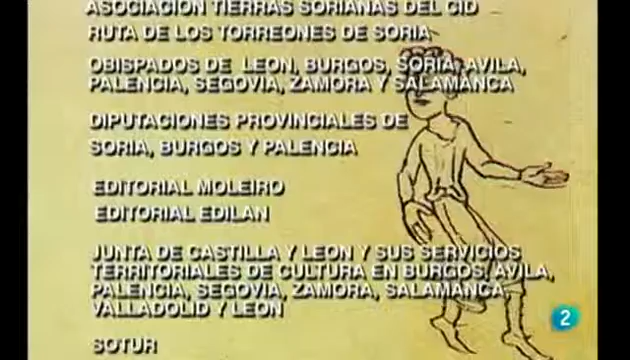 ASOCIACION TIERRAS SORIANAS DEL CID
RUTA DE LOS TORREONES DE SORIA
OBISPADOS DE LEON, BURGOS, SORIA, AVILA,
PALENCIA, SEGOVIA, ZAMORA Y SALAMANCA
DIPUTACIONES PROVINCIALES DE
SORIA, BURGOS Y PALENCIA
EDITORIAL MOLEIRO
EDITORIAL EDILAN
JUNTA DE CASTILLA Y LEON Y SUS SERVICIOS
TERRITORIALES DE CULTURA EN BURGOS, AVILA,
PALENCIA, SEGOVIA, ZAMORA, SALAMANCA,
VALLADOLID Y LEON
SOTUR
2